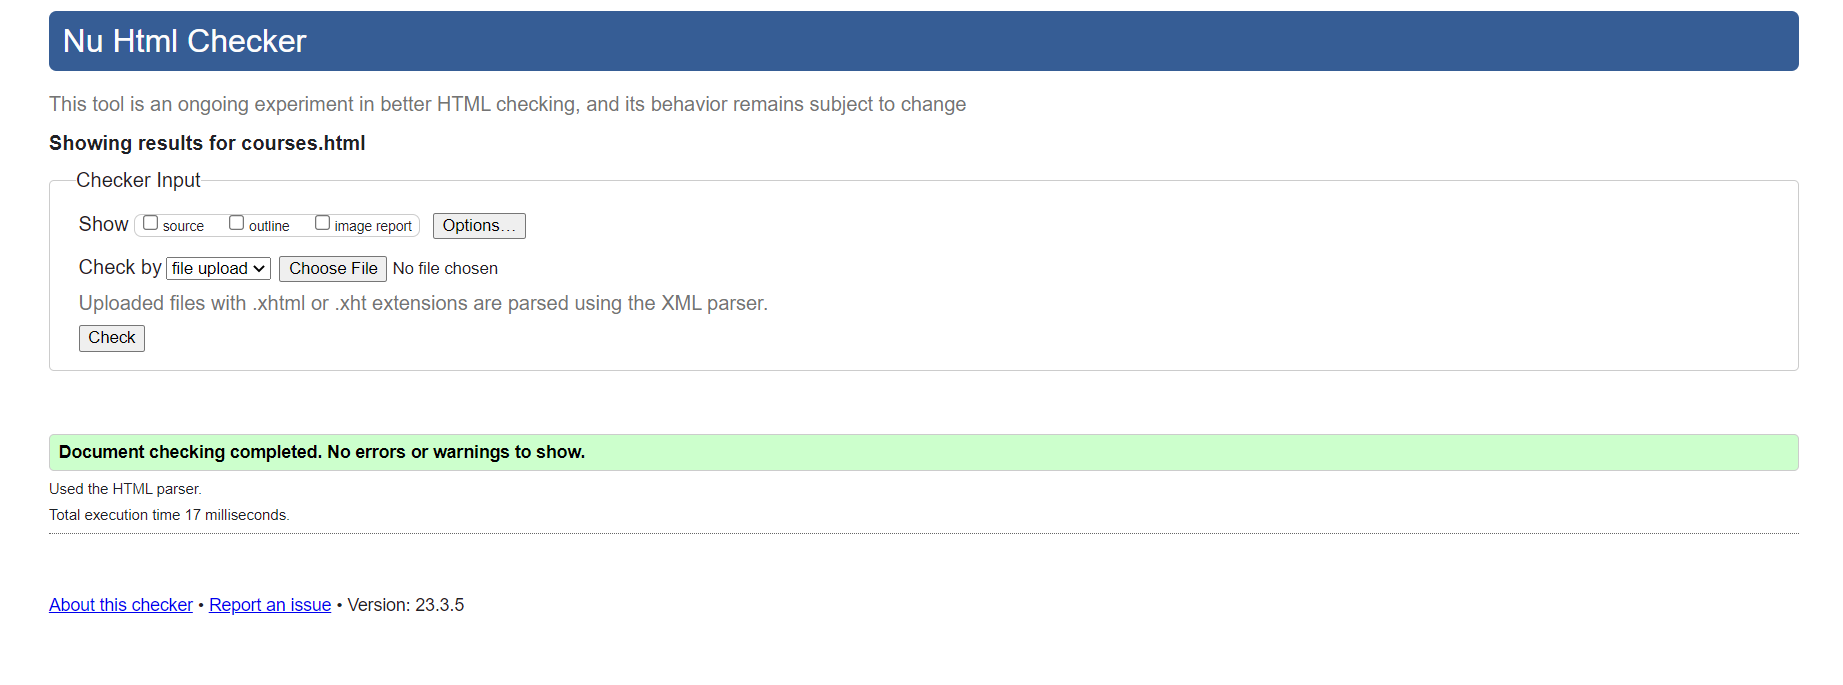 Nu Html Checker
This tool is an ongoing experiment in better HTML checking, and its behavior remains subject to change
Showing results for courses.html
Checker Input
Show source outline image report Options…
Check by file upload Choose File No file chosen
Uploaded files with .xhtml or .xht extensions are parsed using the XML parser.
Check
Document checking completed. No errors or warnings to show.
Used the HTML parser.
Total execution time 17 milliseconds.
About this checker • Report an issue • Version: 23.3.5